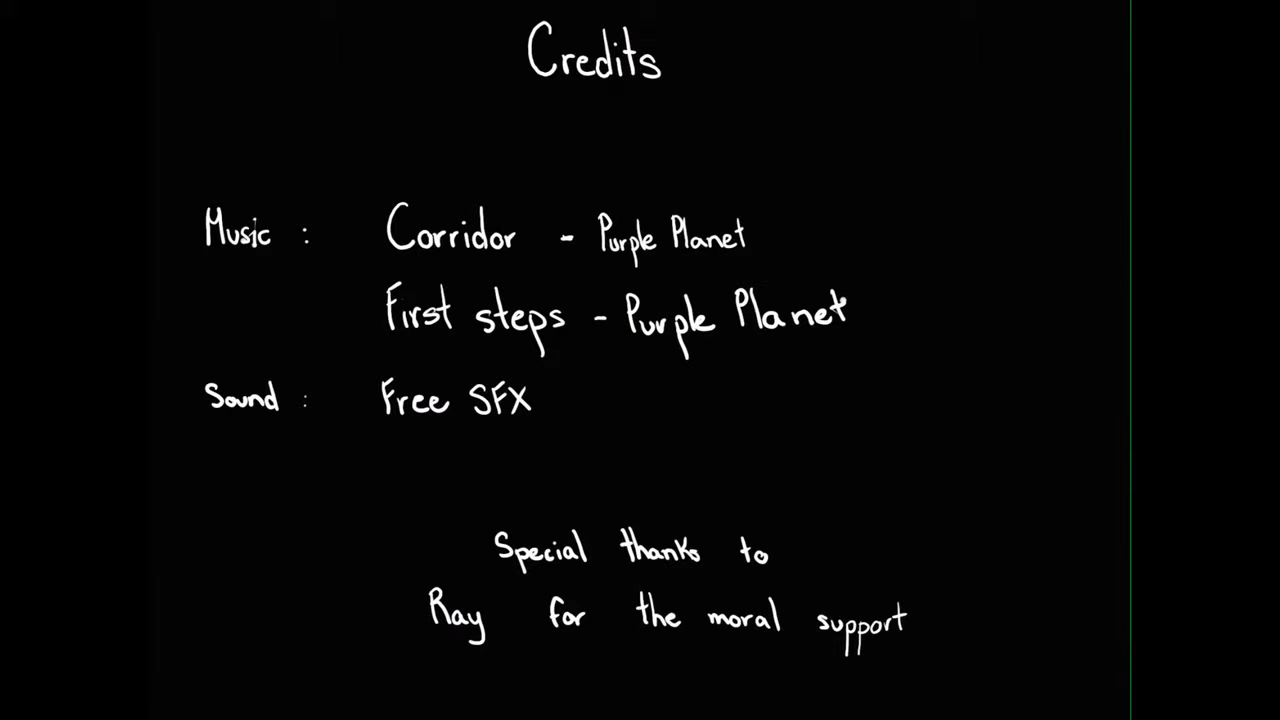 Credits
Music : Corridor - Purple Planet
First steps - Purple Planet
Sound : Free SFX
Special thanks to
Ray for the moral support